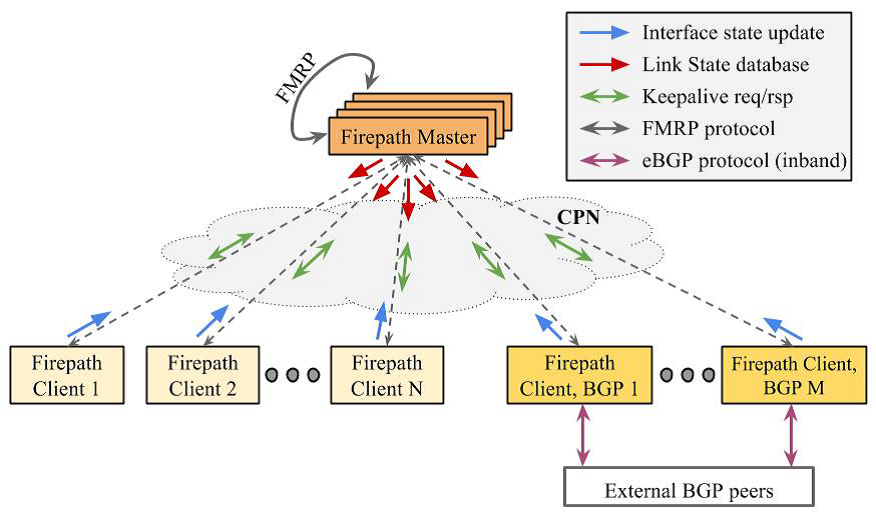 Interface state update
Link State database
Keepalive req/rsp
FMRP protocol
eBGP protocol (inband)
FMRP
Firepath Master
CPN
Firepath
Client 1
Firepath
Client 2
Firepath
Client N
Firepath
Client, BGP 1
Firepath Client,
BGP M
External BGP peers